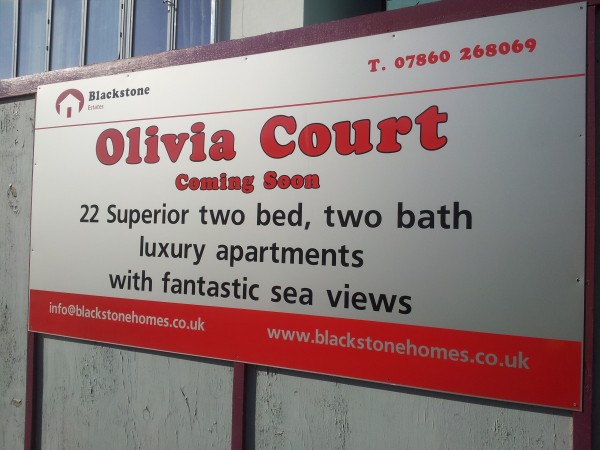 Blackstone
Estates
T. 07860 268069
Olivia Court
Coming Soon
22 Superior two bed, two bath
luxury apartments
with fantastic sea views
info@blackstonehomes.co.uk
www.blackstonehomes.co.uk